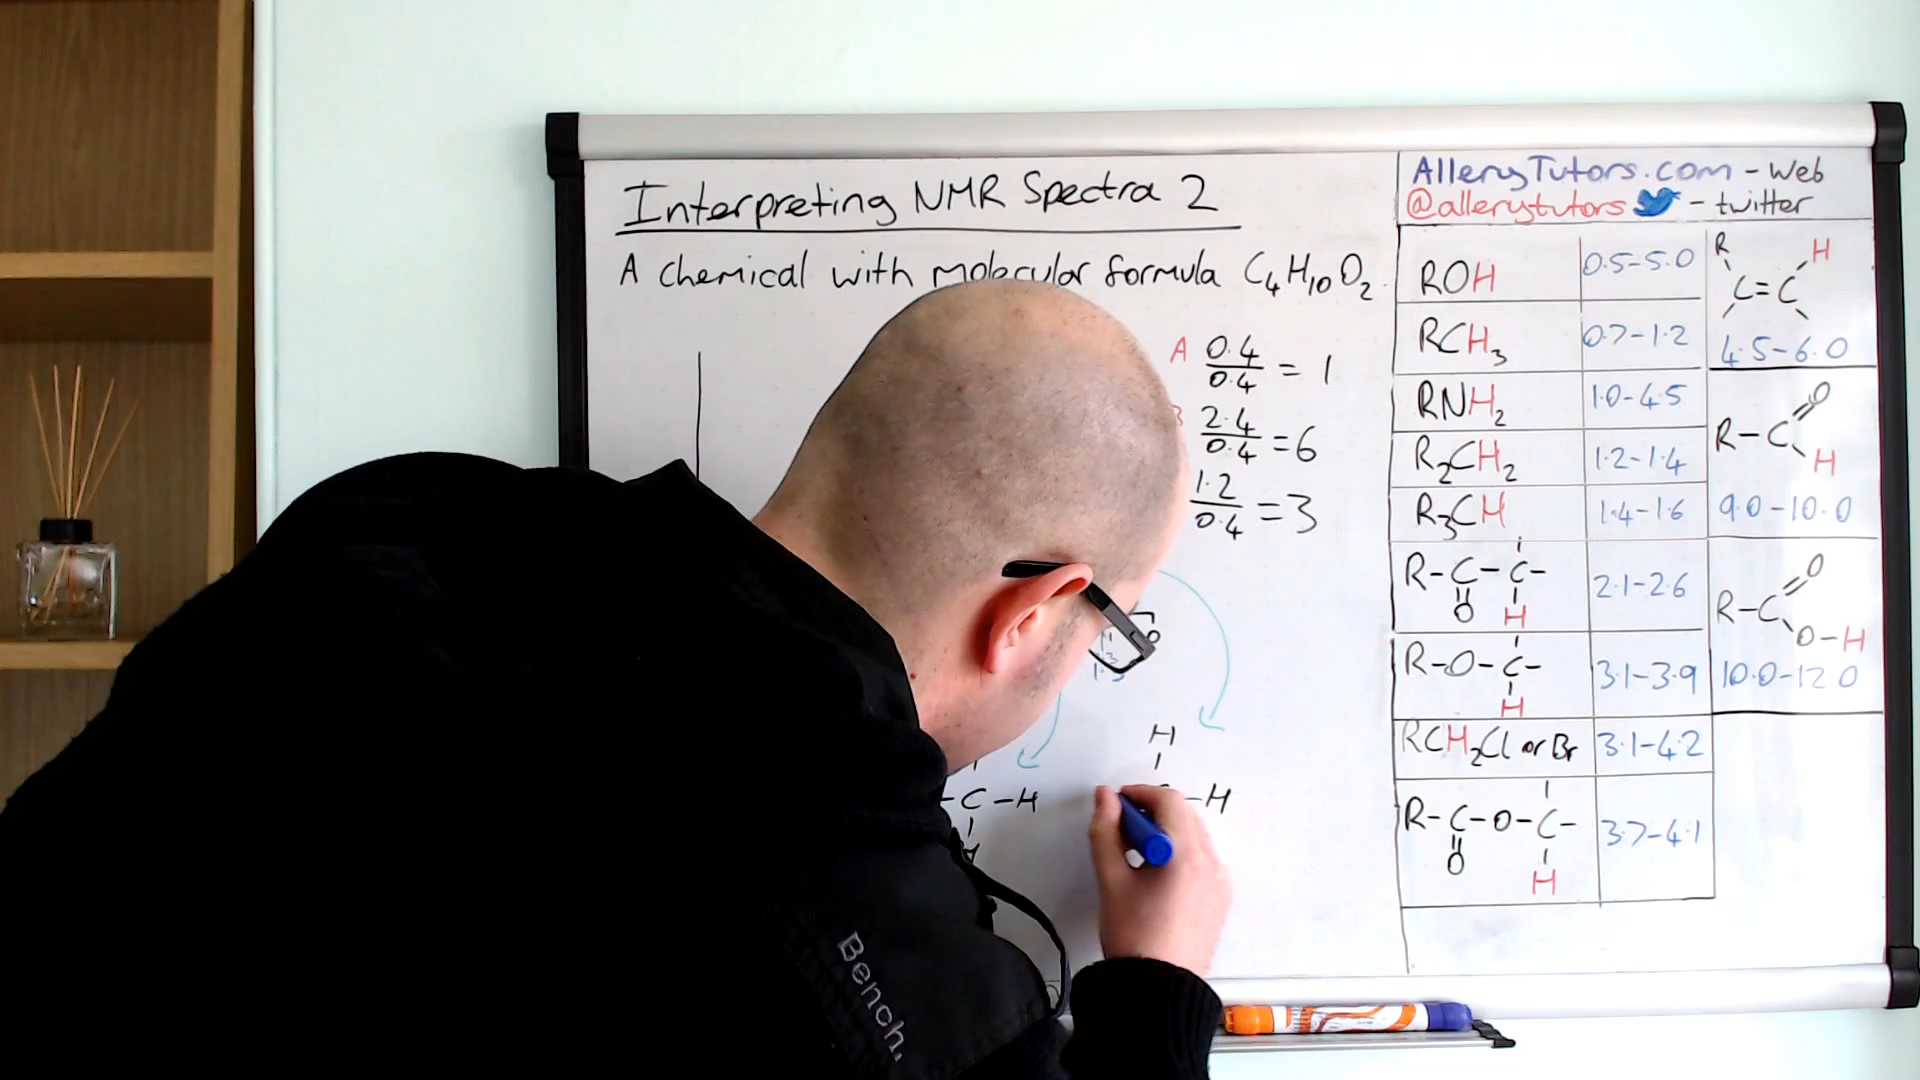 Interpreting NMR Spectra 2
A chemical with molecular formula C₄H₁₀O₂
A 0.4/0.4 = 1
2.4/0.4 = 6
1.2/0.4 = 3
0
1.3
H
-C-H
H
-H
AlleryTutors.com - Web
@allerytutors - twitter
ROH 0.5-5.0
RCH₃ 0.7-1.2
RNH₂ 1.0-4.5
R₂CH₂ 1.2-1.4
R₃CH 1.4-1.6
R-C-C- 2.1-2.6
O H
R-O-C- 3.1-3.9
H
RCH₂Cl or Br 3.1-4.2
R-C-O-C- 3.7-4.1
O
H
R H
C=C
4.5-6.0
O
R-C
H
9.0-10.0
O
R-C
O-H
10.0-12.0
Bench.